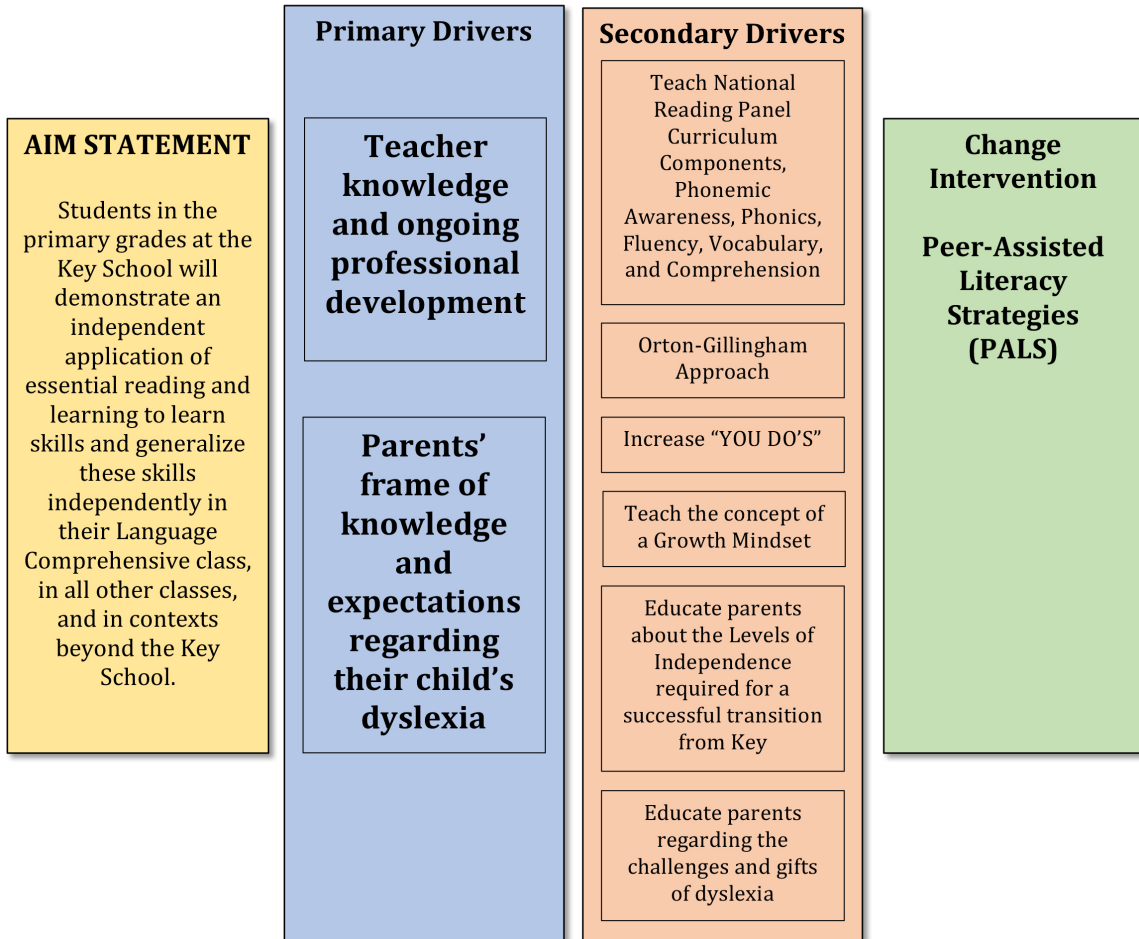 AIM STATEMENT
Students in the
primary grades at the
Key School will
demonstrate an
independent
application of
essential reading and
learning to learn
skills and generalize
these skills
independently in
their Language
Comprehensive class,
in all other classes,
and in contexts
beyond the Key
School.
Primary Drivers
Teacher
knowledge
and ongoing
professional
development
Parents’
frame of
knowledge
and
expectations
regarding
their child’s
dyslexia
Secondary Drivers
Teach National
Reading Panel
Curriculum
Components,
Phonemic
Awareness, Phonics,
Fluency, Vocabulary,
and Comprehension
Orton-Gillingham
Approach
Increase “YOU DO’S”
Teach the concept of
a Growth Mindset
Educate parents
about the Levels of
Independence
required for a
successful transition
from Key
Educate parents
regarding the
challenges and gifts
of dyslexia
Change
Intervention
Peer-Assisted
Literacy
Strategies
(PALS)